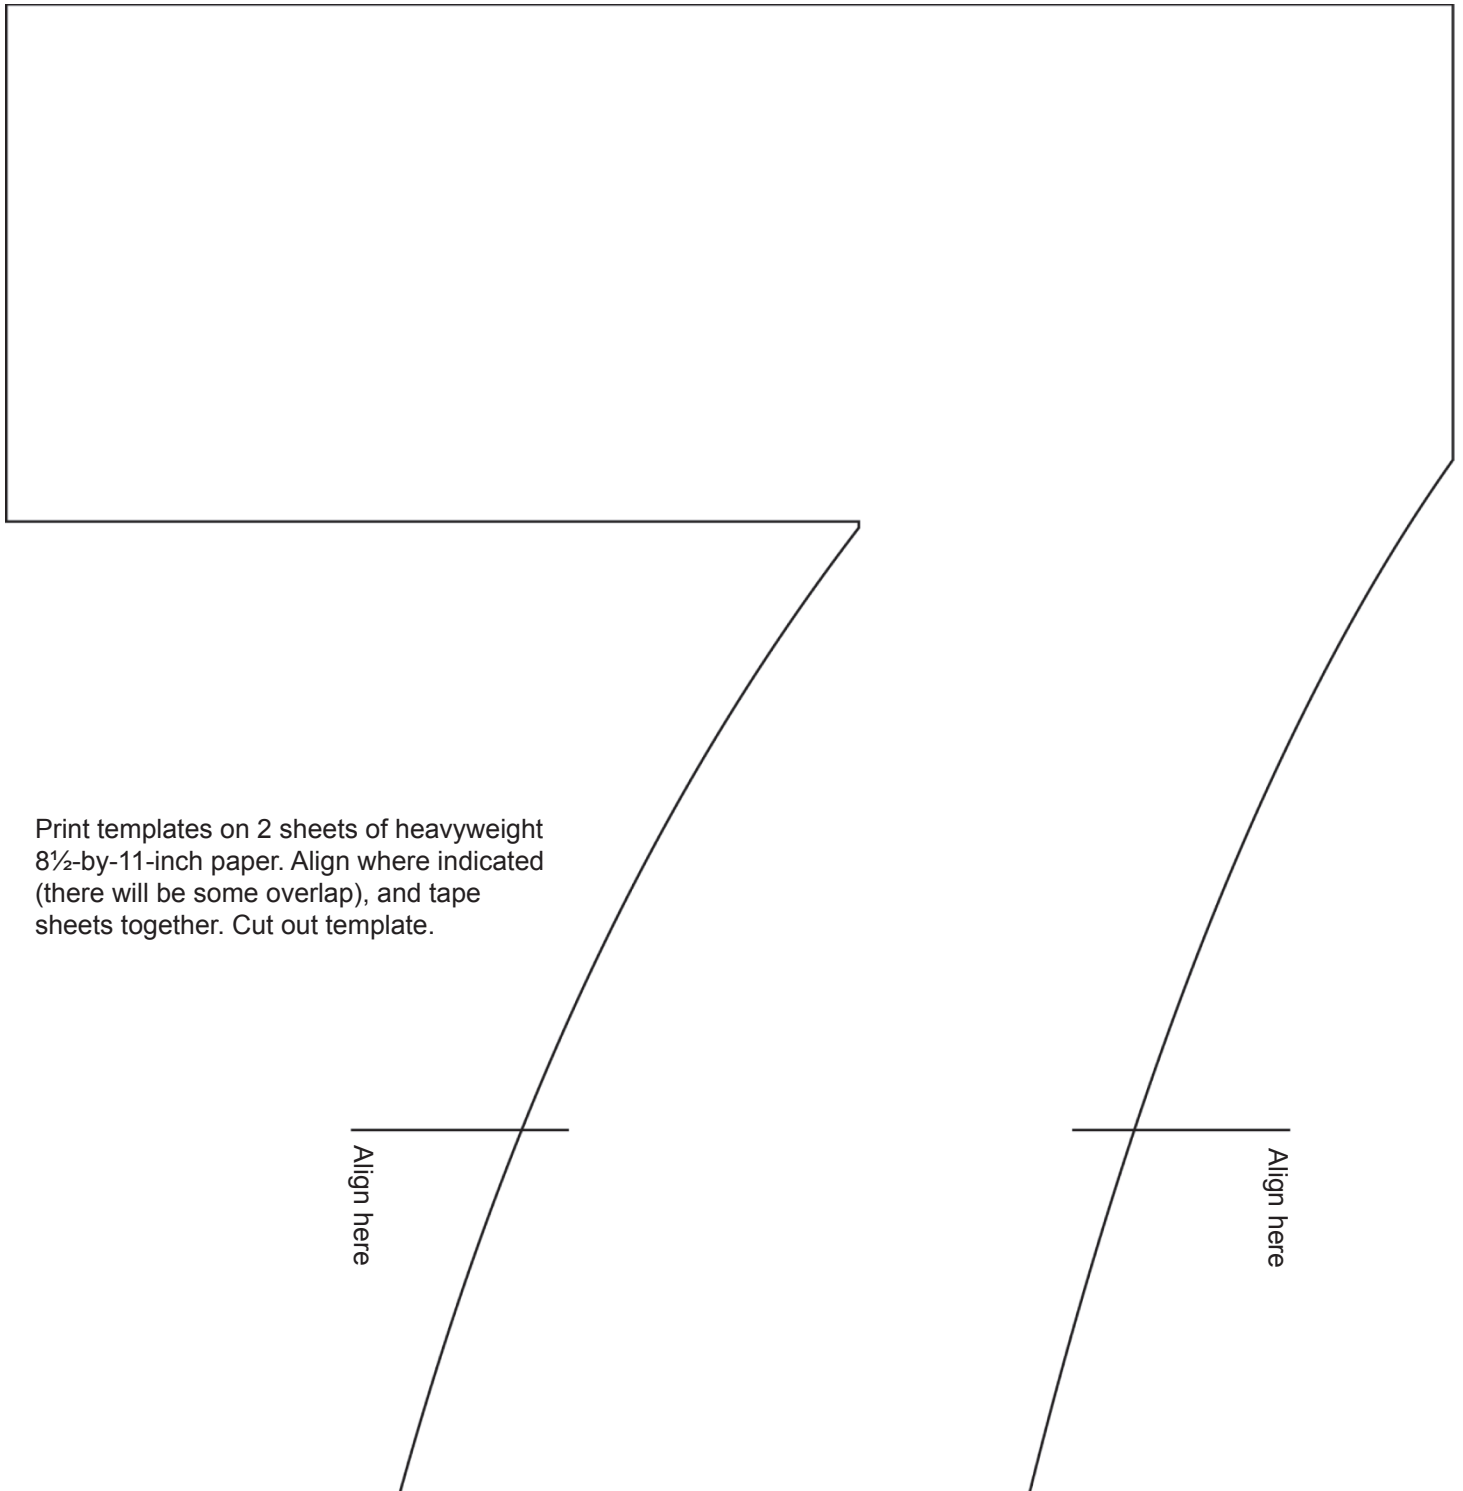 Print templates on 2 sheets of heavyweight
8½-by-11-inch paper. Align where indicated
(there will be some overlap), and tape
sheets together. Cut out template.
Align here
Align here